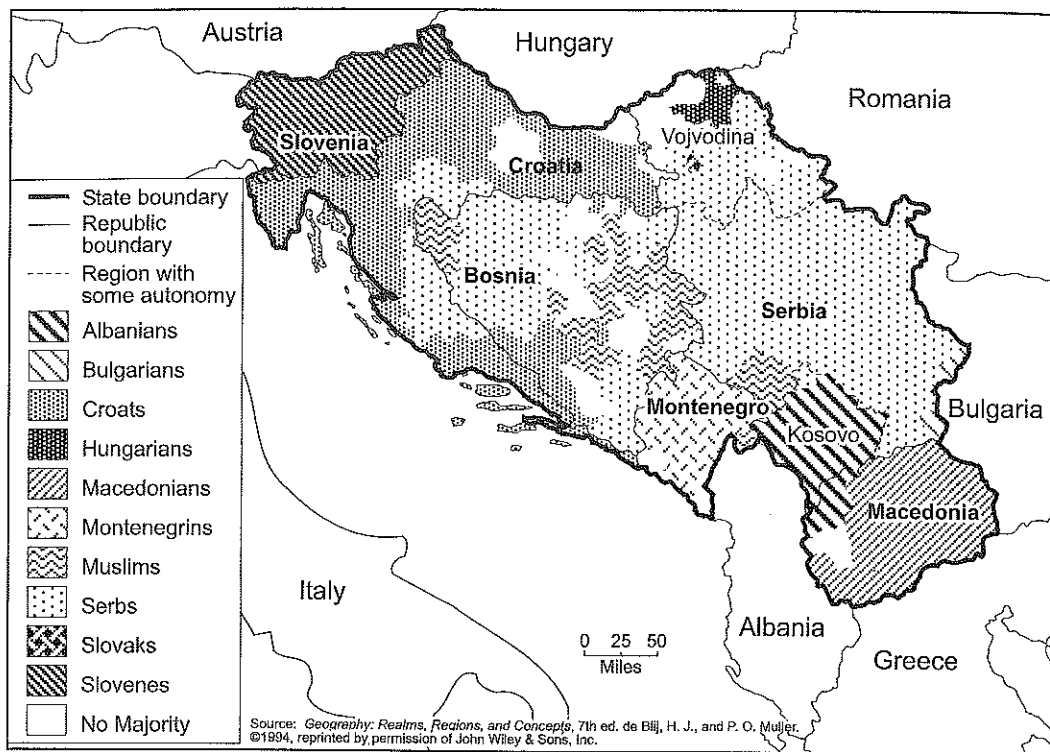 Austria
Hungary
Romania
Slovenia
Croatia
Vojvodina
Bosnia
Serbia
Montenegro
Kosovo
Bulgaria
Macedonia
Italy
Albania
Greece
State boundary
Republic
boundary
Region with
some autonomy
Albanians
Bulgarians
Croats
Hungarians
Macedonians
Montenegrins
Muslims
Serbs
Slovaks
Slovenes
No Majority
0 25 50
Miles
Source: Geography: Realms, Regions, and Concepts, 7th ed. de Blij, H. J., and P. O. Muller.
©1994, reprinted by permission of John Wiley & Sons, Inc.